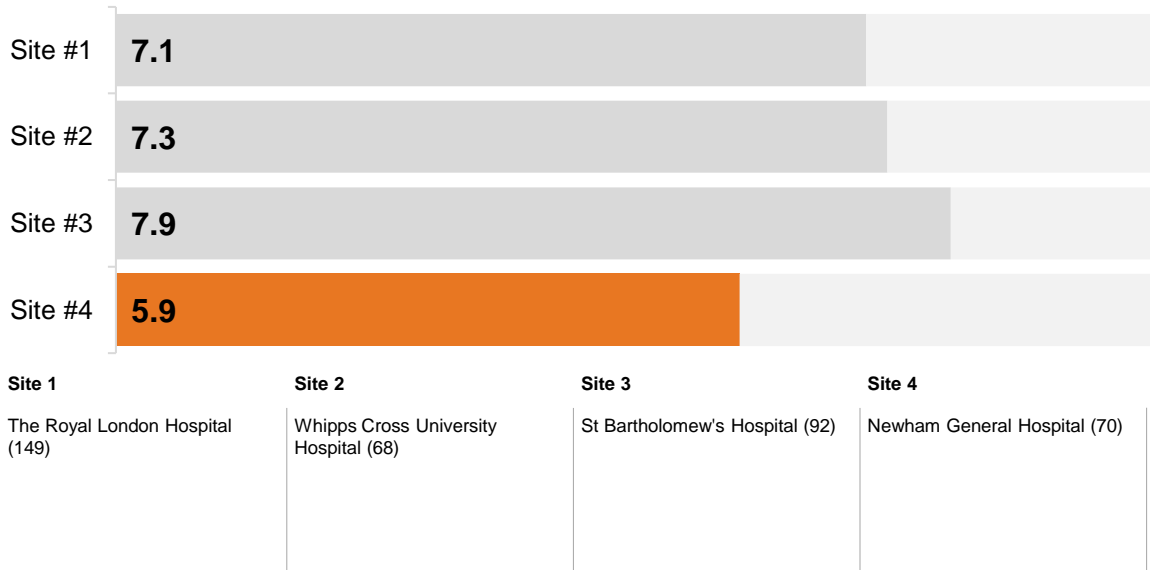 Site #1 7.1
Site #2 7.3
Site #3 7.9
Site #4 5.9
Site 1
The Royal London Hospital
(149)
Site 2
Whipps Cross University
Hospital (68)
Site 3
St Bartholomew's Hospital (92)
Site 4
Newham General Hospital (70)